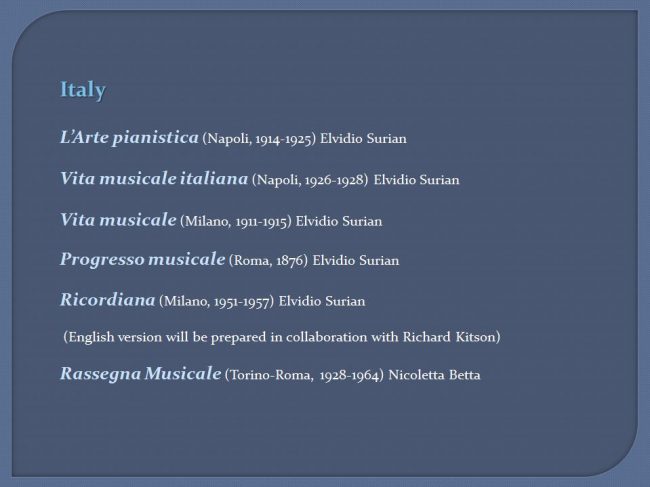 Italy
L’Arte pianistica (Napoli, 1914-1925) Elvidio Surian
Vita musicale italiana (Napoli, 1926-1928) Elvidio Surian
Vita musicale (Milano, 1911-1915) Elvidio Surian
Progresso musicale (Roma, 1876) Elvidio Surian
Ricordiana (Milano, 1951-1957) Elvidio Surian
(English version will be prepared in collaboration with Richard Kitson)
Rassegna Musicale (Torino-Roma, 1928-1964) Nicoletta Betta